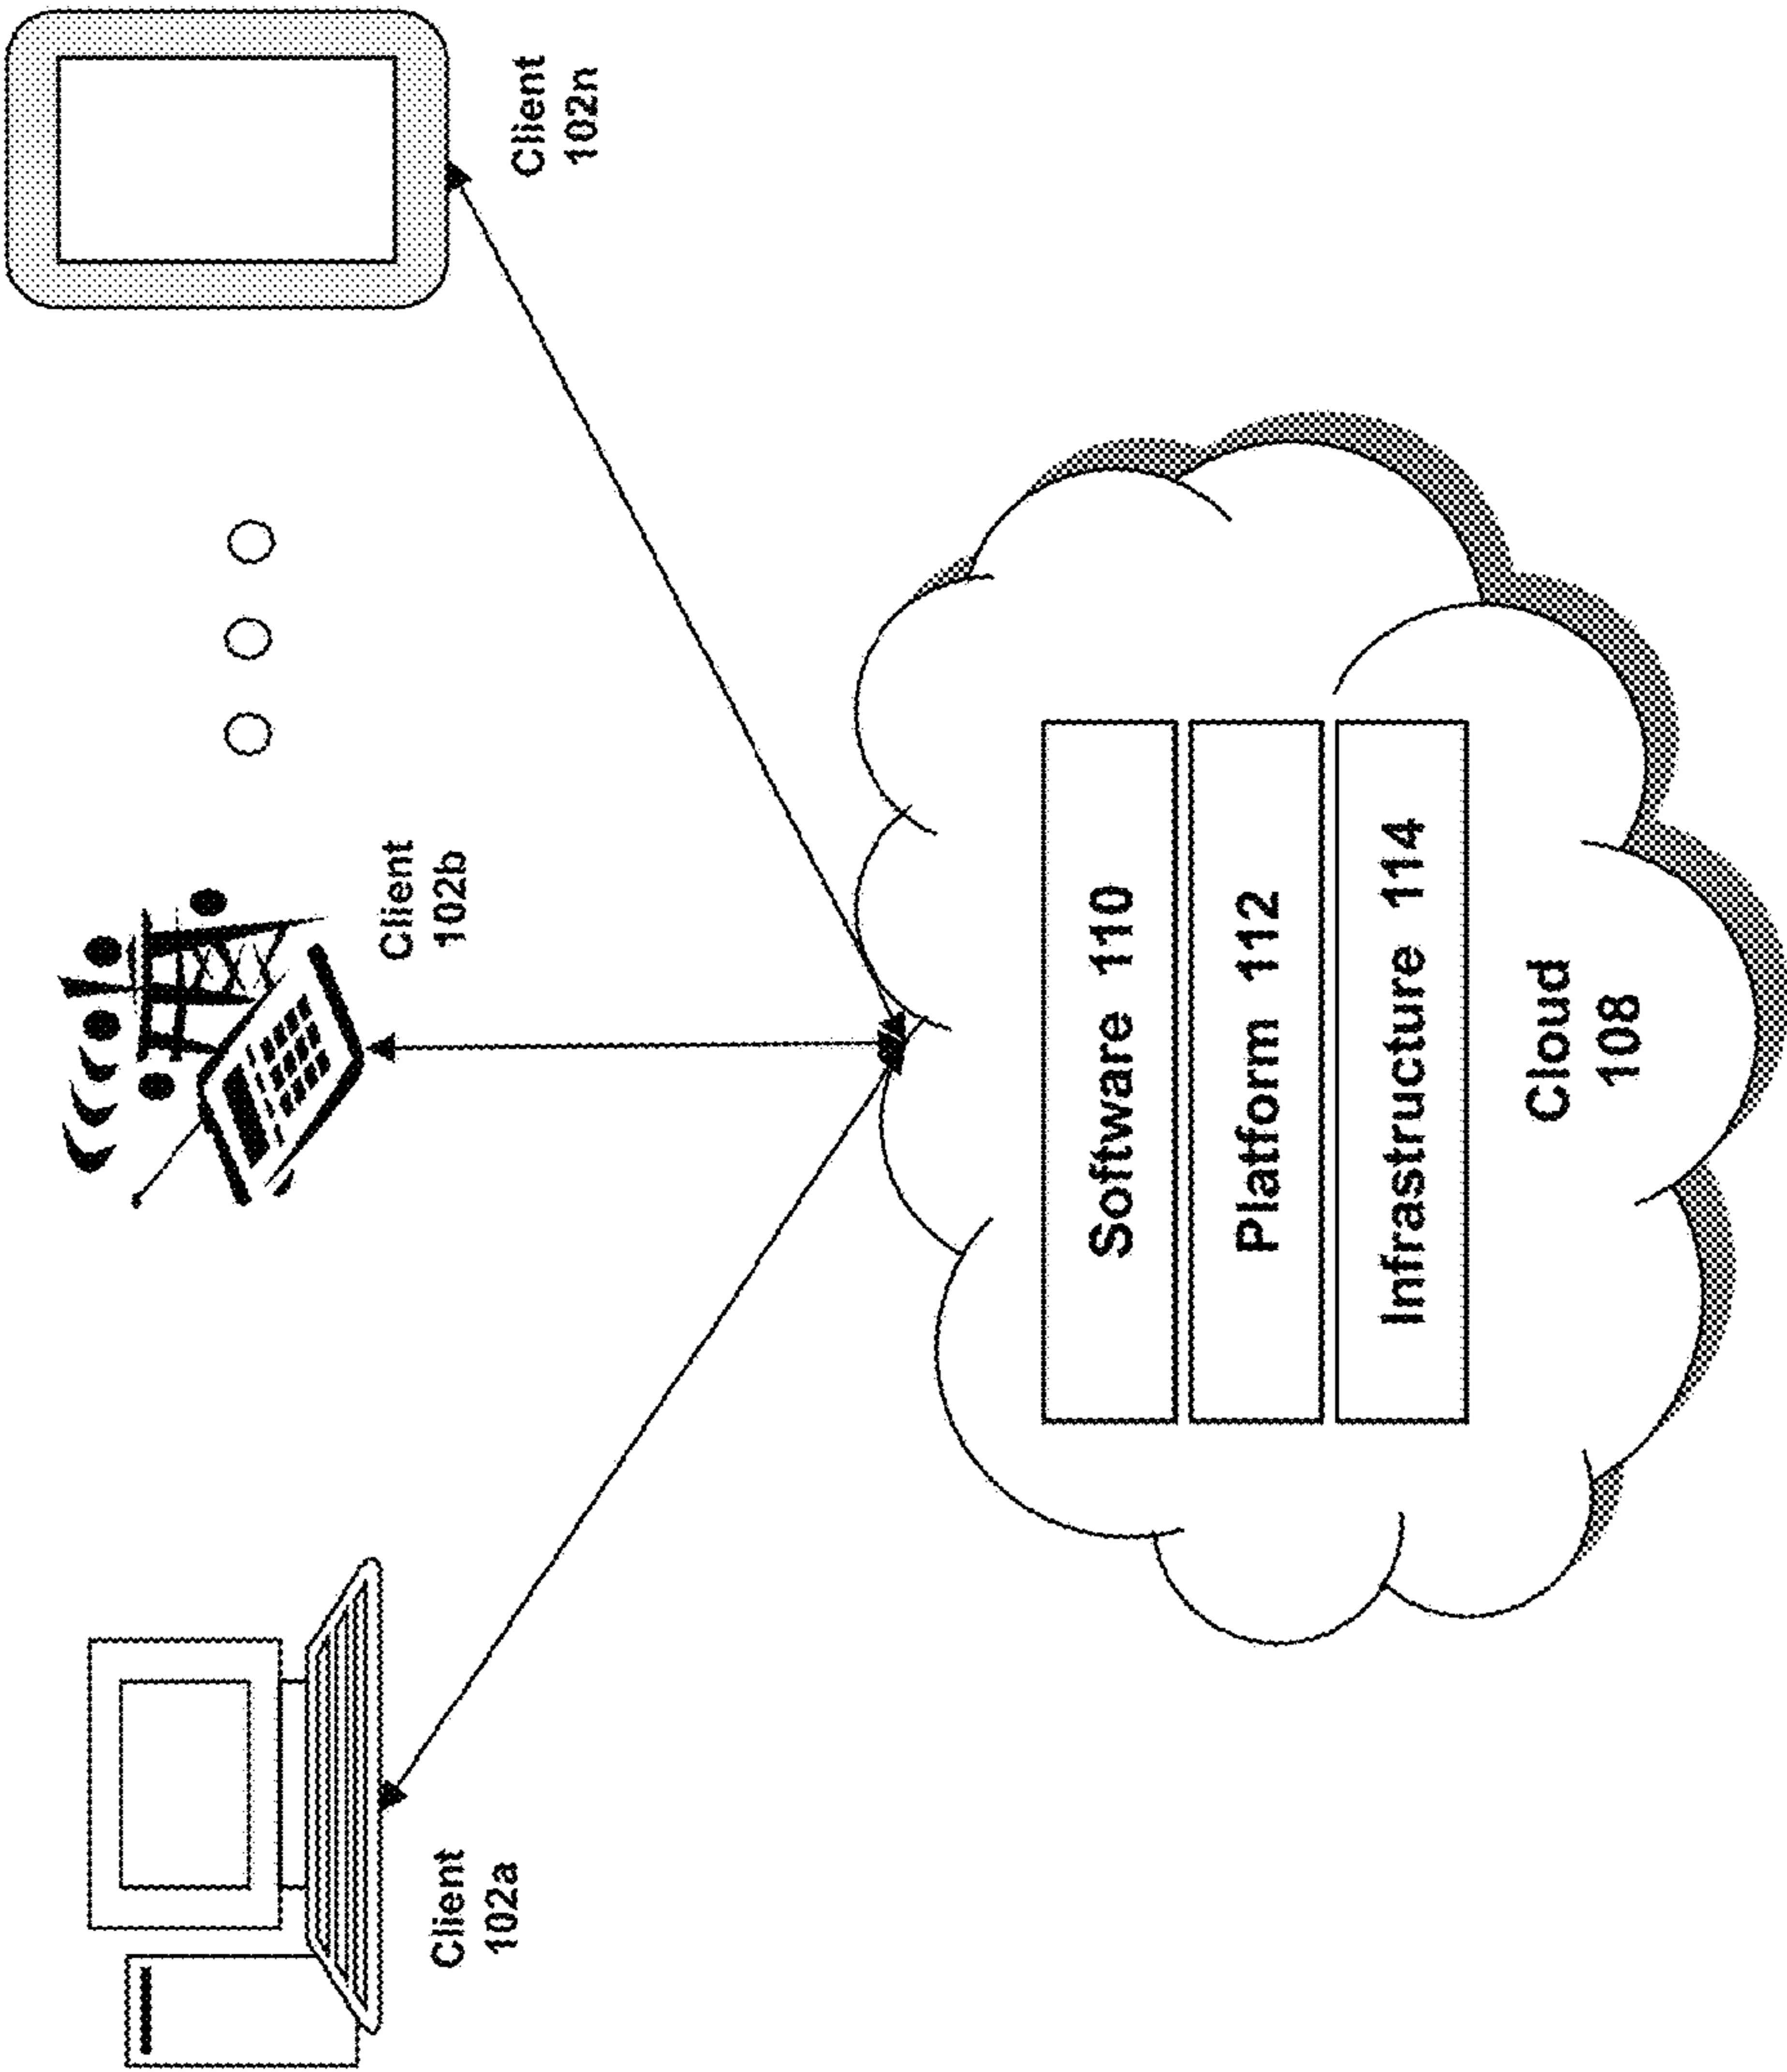 Client
102a
Client
102b
Client
102n
Software 110
Platform 112
Infrastructure 114
Cloud
108